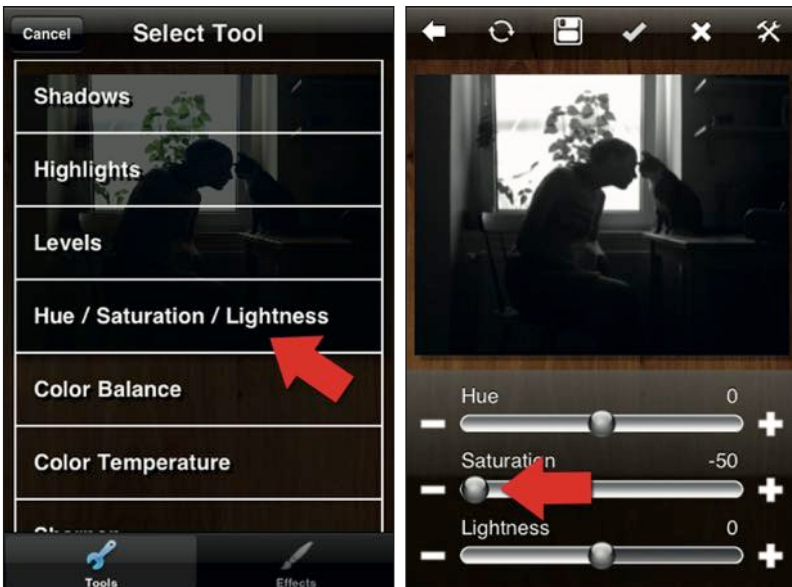 Cancel
Select Tool
Shadows
Highlights
Levels
Hue / Saturation / Lightness
Color Balance
Color Temperature
Tools
Effects
Hue 0
Saturation -50
Lightness 0